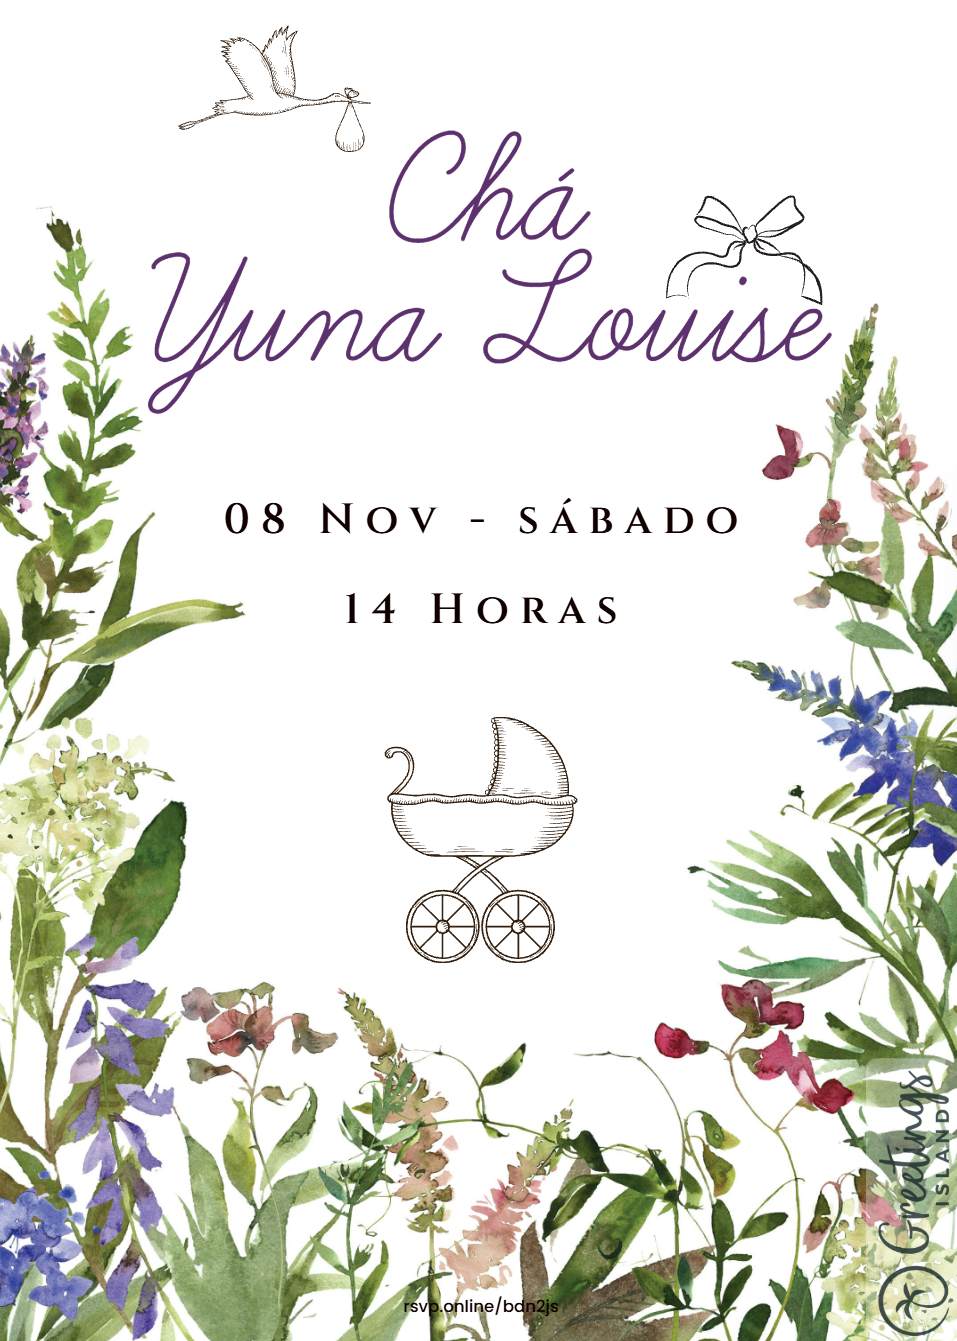 Chá
Yuna Louise
08 Nov - sábado
14 Horas
rsvp.online/bdn2js
Greetings
ISLAND